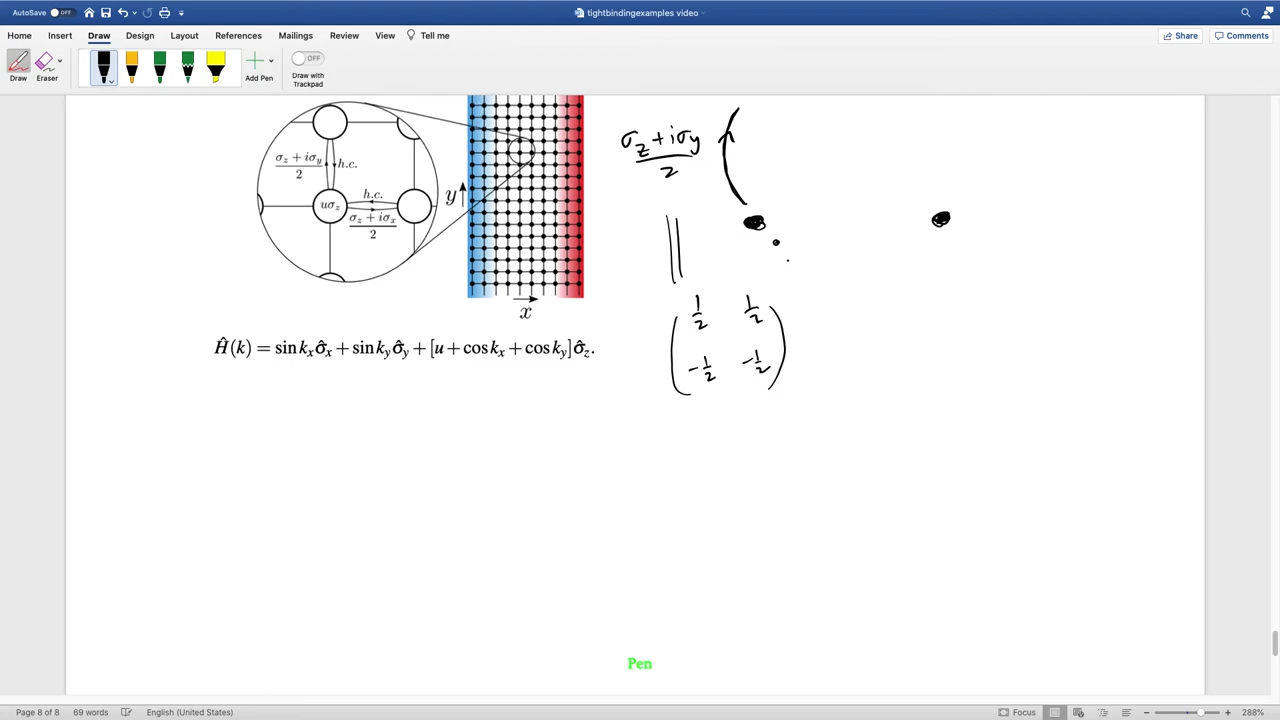 AutoSave OFF tightbindingexamples video
Home Insert Draw Design Layout References Mailings Review View Tell me Share Comments
Draw Eraser Add Pen Draw with Trackpad OFF
σz + iσy / 2 h.c.
uσz h.c.
σz + iσx / 2
y
x
Ĥ(k) = sin kxσ̂x + sin kyσ̂y + [u + cos kx + cos ky]σ̂z.
σz + iσy / 2
||
( 1/2 1/2
-1/2 -1/2 )
Pen
Page 8 of 8 69 words English (United States) Focus 288%